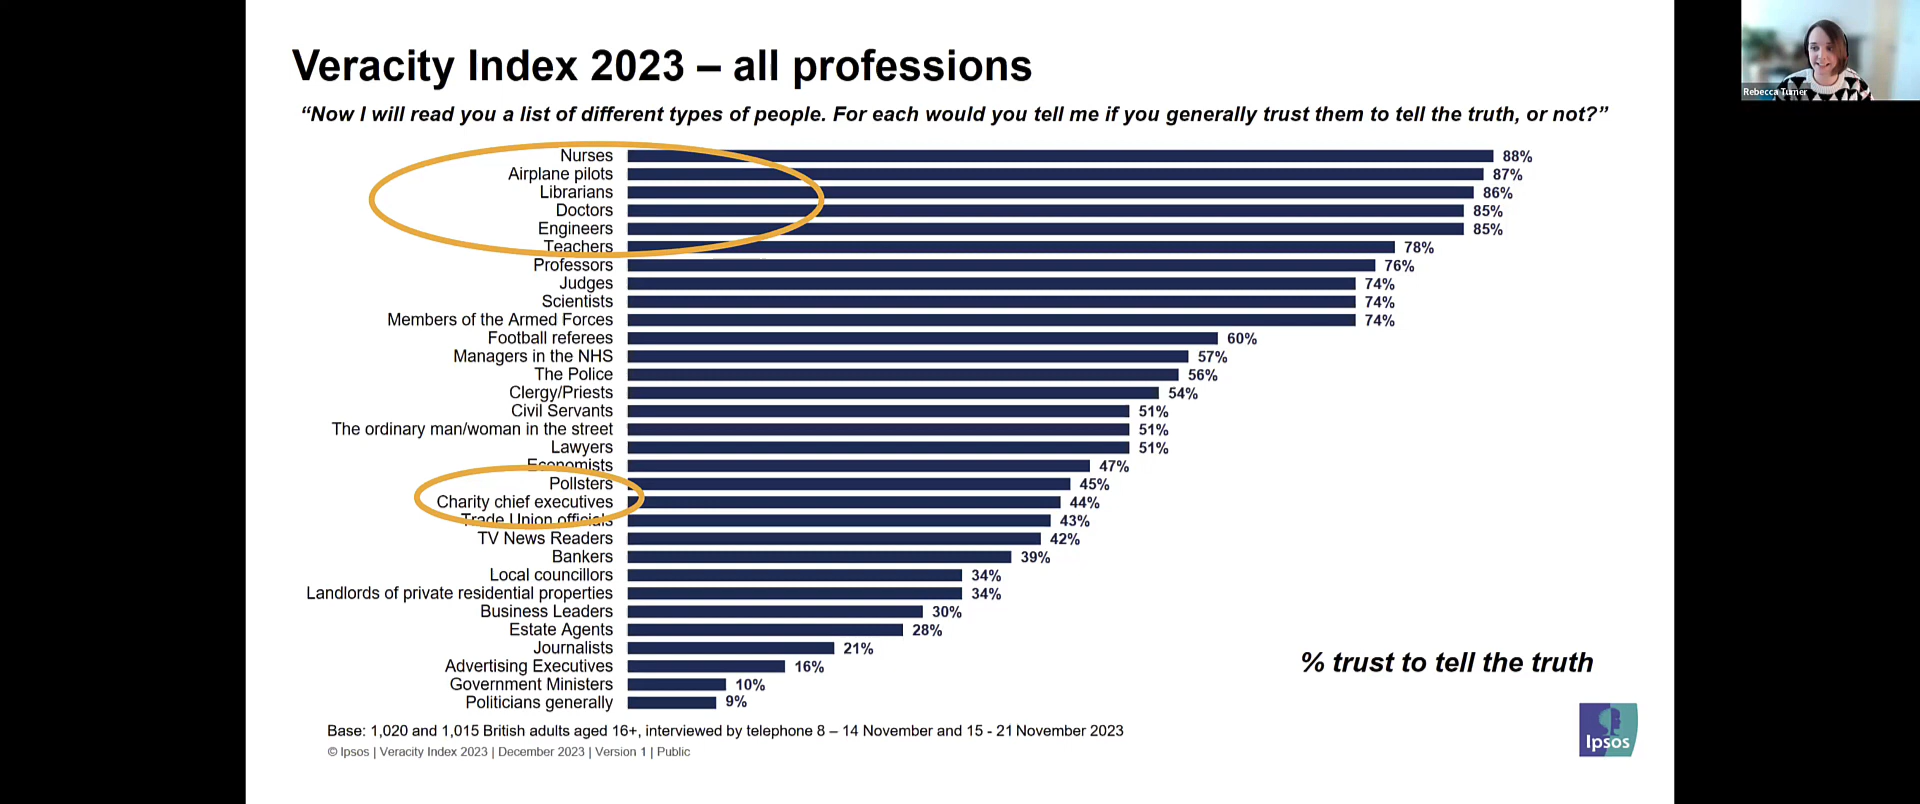 Veracity Index 2023 – all professions
“Now I will read you a list of different types of people. For each would you tell me if you generally trust them to tell the truth, or not?”
Rebecca Turner
Nurses 88%
Airplane pilots 87%
Librarians 86%
Doctors 85%
Engineers 85%
Teachers 78%
Professors 76%
Judges 74%
Scientists 74%
Members of the Armed Forces 74%
Football referees 60%
Managers in the NHS 57%
The Police 56%
Clergy/Priests 54%
Civil Servants 51%
The ordinary man/woman in the street 51%
Lawyers 51%
Economists 47%
Pollsters 45%
Charity chief executives 44%
Trade Union officials 43%
TV News Readers 42%
Bankers 39%
Local councillors 34%
Landlords of private residential properties 34%
Business Leaders 30%
Estate Agents 28%
Journalists 21%
Advertising Executives 16%
Government Ministers 10%
Politicians generally 9%
% trust to tell the truth
Base: 1,020 and 1,015 British adults aged 16+, interviewed by telephone 8 – 14 November and 15 - 21 November 2023
© Ipsos | Veracity Index 2023 | December 2023 | Version 1 | Public
Ipsos